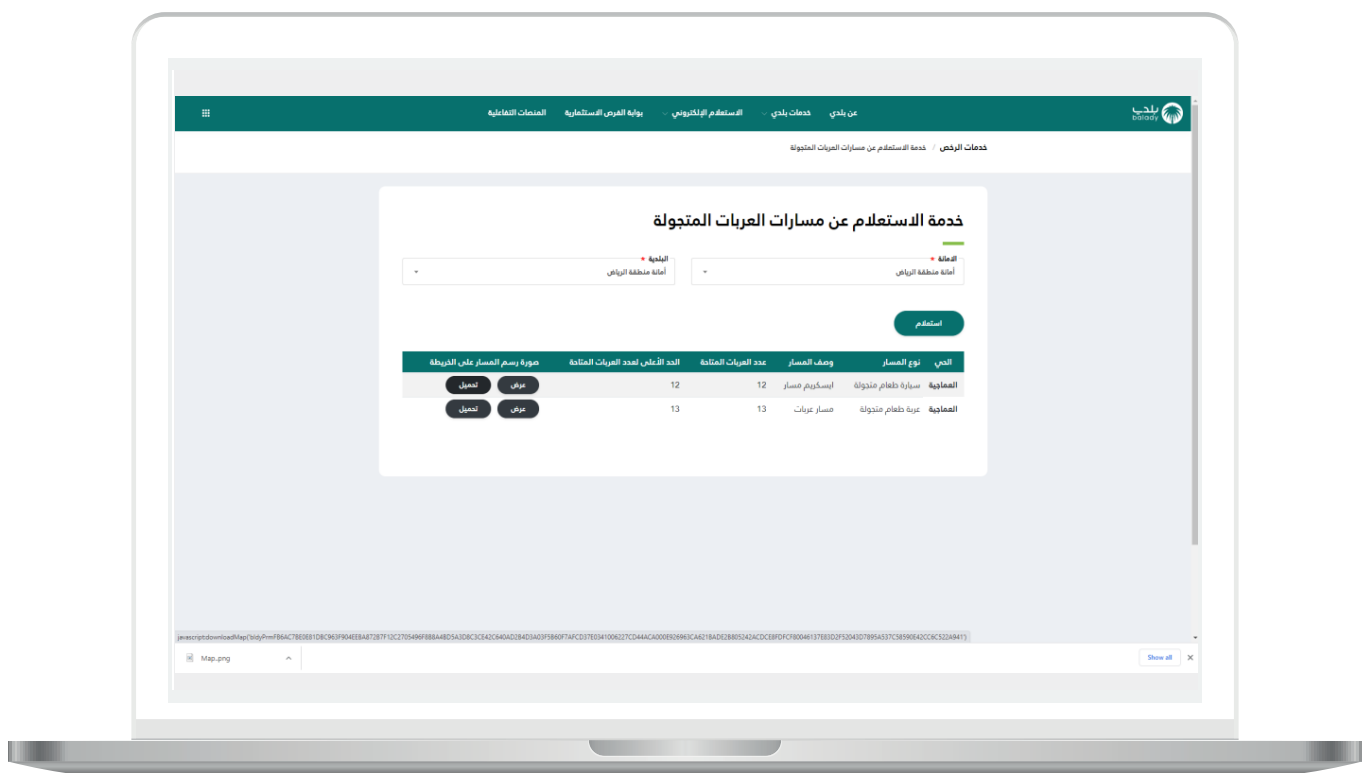 بلدي
balady
عن بلدي خدمات بلدي الاستعلام الإلكتروني بوابة الفرص الاستثمارية المنصات التفاعلية
خدمات الرخص / خدمة الاستعلام عن مسارات العربات المتجولة
خدمة الاستعلام عن مسارات العربات المتجولة
الامانة * البلدية *
أمانة منطقة الرياض أمانة منطقة الرياض
استعلام
الحي نوع المسار وصف المسار عدد العربات المتاحة الحد الأعلى لعدد العربات المتاحة صورة رسم المسار على الخريطة
العماجية سيارة طعام متجولة ايسكريم مسار 12 12 عرض تحميل
العماجية عربة طعام متجولة مسار عربات 13 13 عرض تحميل
Map.png
Show all